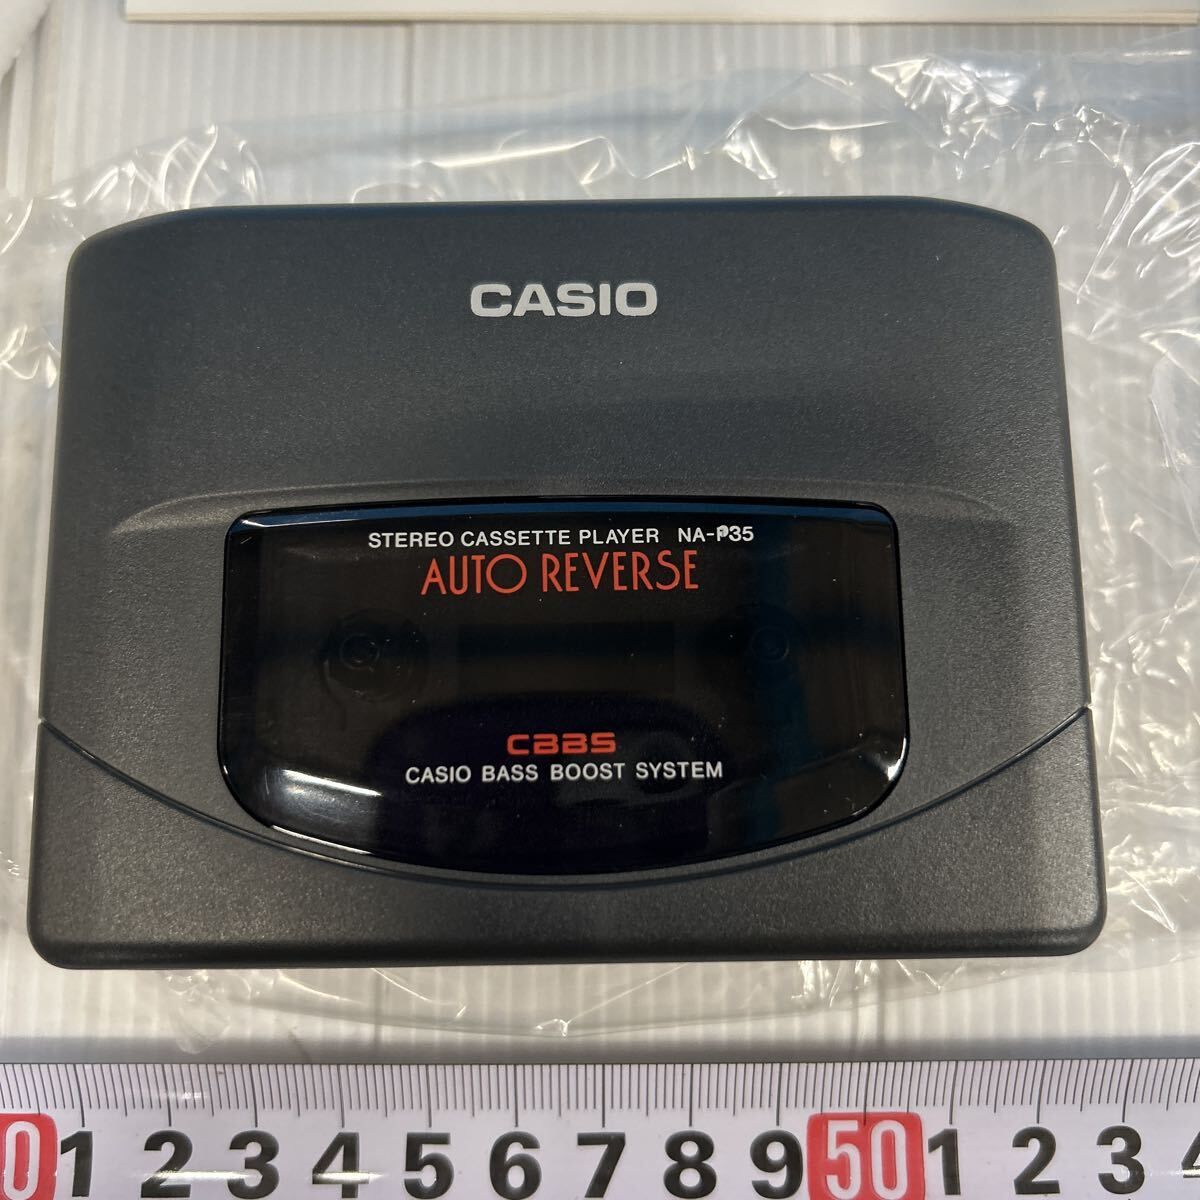 CASIO
STEREO CASSETTE PLAYER NA-P35
AUTO REVERSE
CBBS
CASIO BASS BOOST SYSTEM
0 1 2 3 4 5 6 7 8 9 50 1 2 3 4